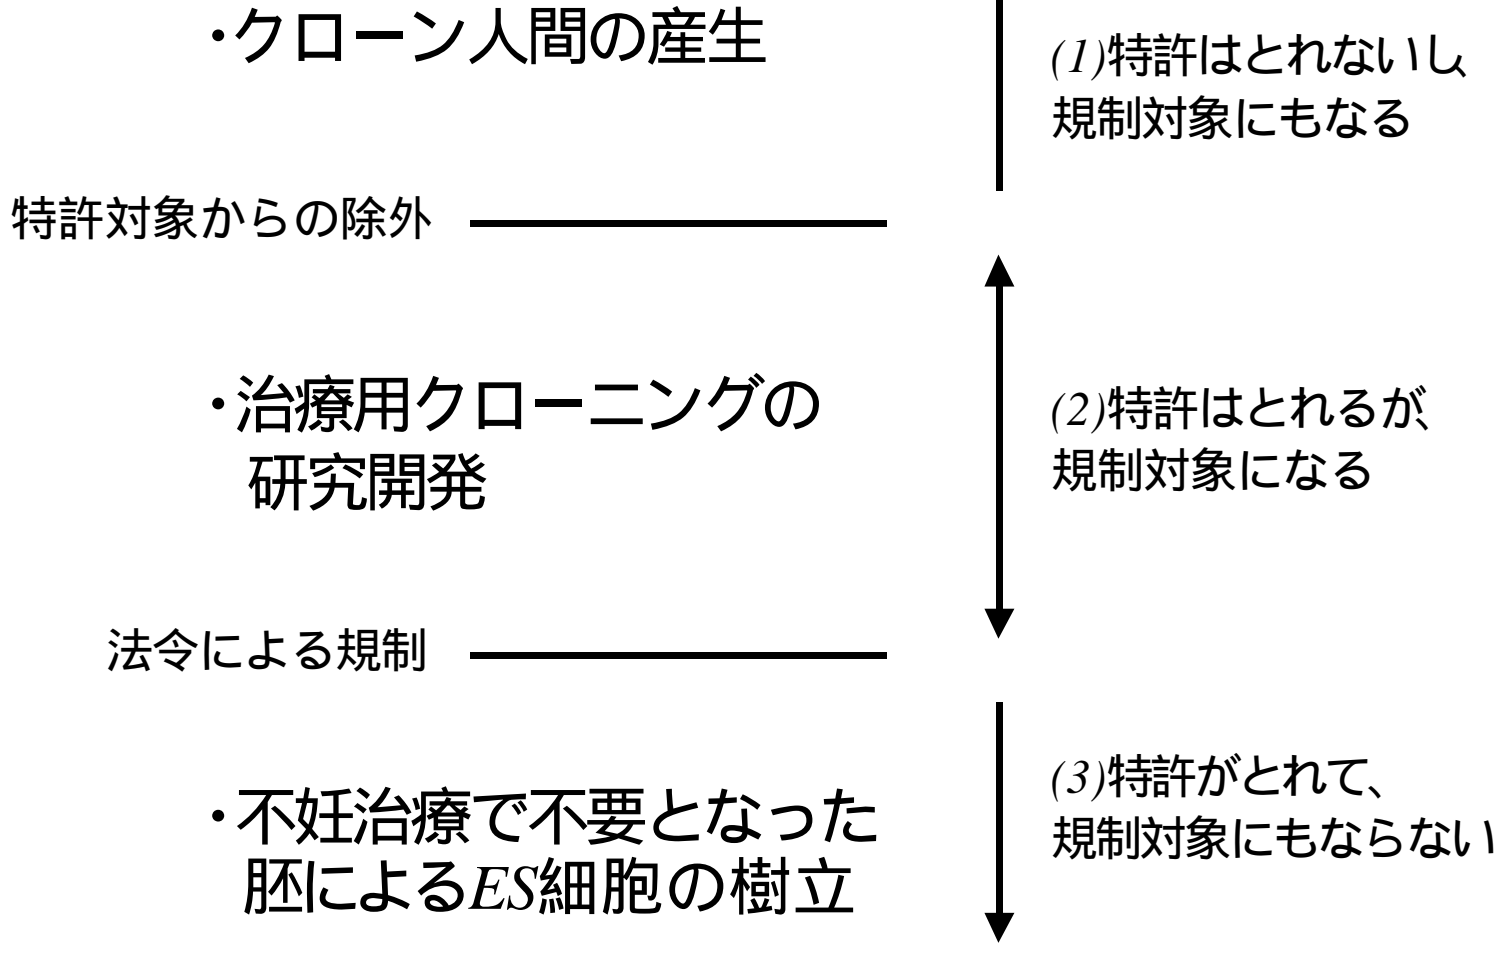 ・クローン人間の産生
(1)特許はとれないし、
規制対象にもなる
特許対象からの除外
・治療用クローニングの
研究開発
(2)特許はとれるが、
規制対象になる
法令による規制
・不妊治療で不要となった
胚によるES細胞の樹立
(3)特許がとれて、
規制対象にもならない